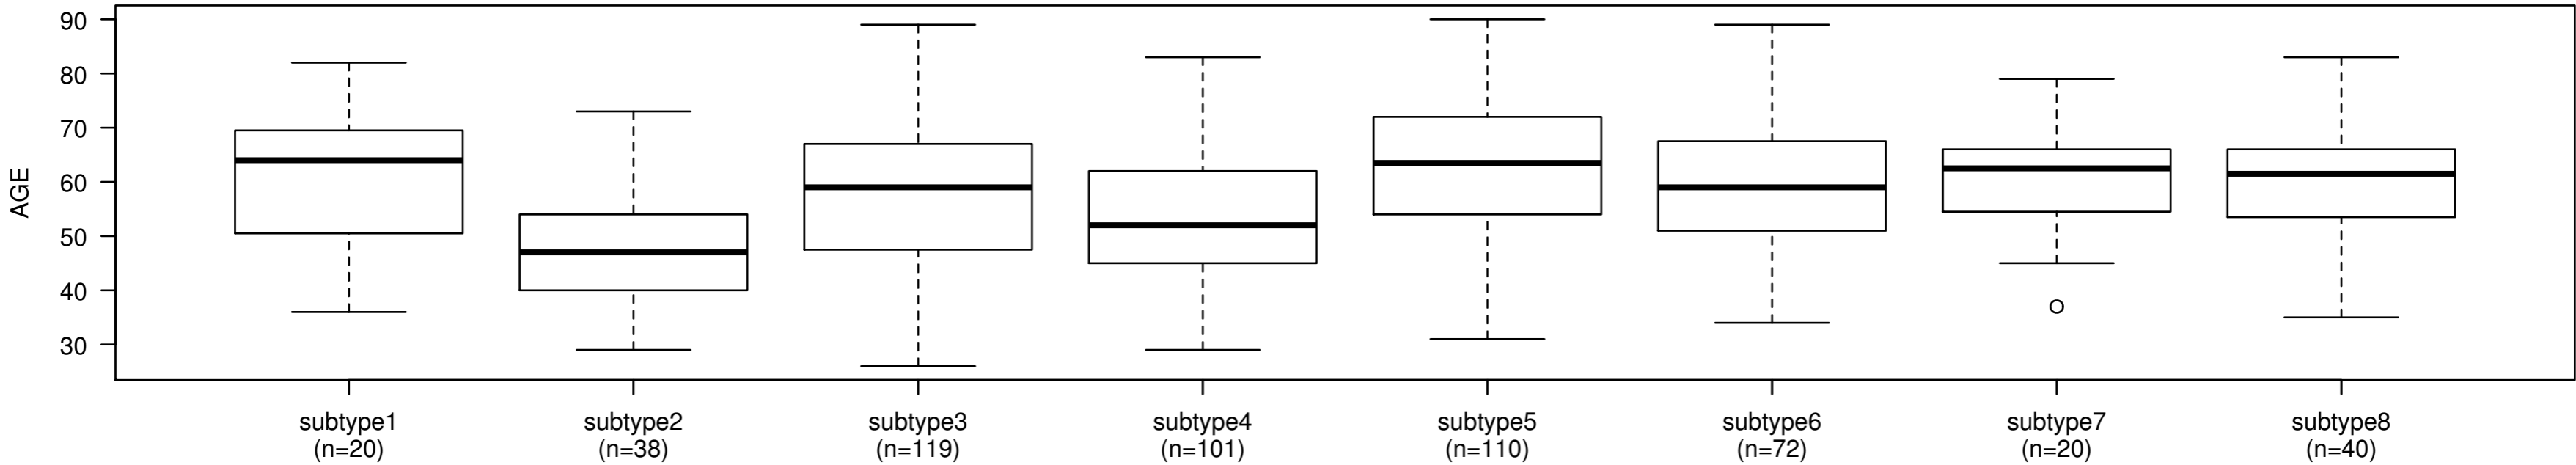 AGE
90
80
70
60
50
40
30
subtype1 subtype2 subtype3 subtype4 subtype5 subtype6 subtype7 subtype8
(n=20) (n=38) (n=119) (n=101) (n=110) (n=72) (n=20) (n=40)